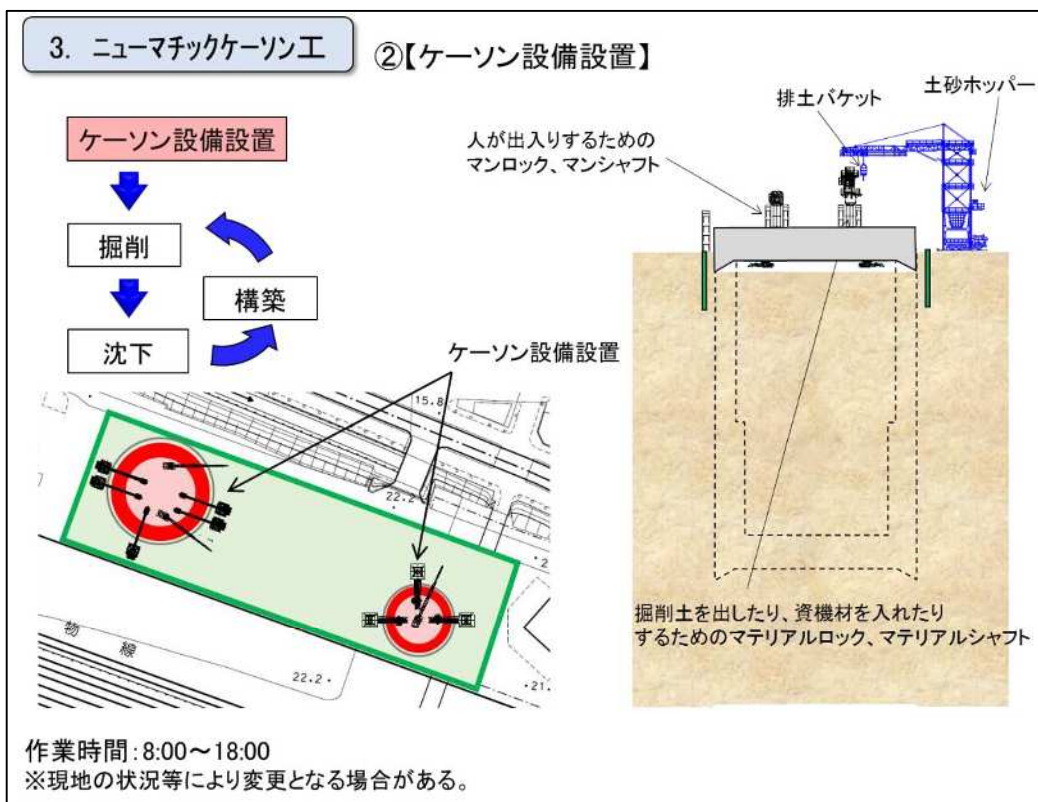 3. ニューマチックケーソン工
②【ケーソン設備設置】
ケーソン設備設置
掘削
構築
沈下
ケーソン設備設置
15.8
22.2
22.2
物
線
21.
人が出入りするための
マンロック、マンシャフト
排土バケット
土砂ホッパー
掘削土を出したり、資機材を入れたり
するためのマテリアルロック、マテリアルシャフト
作業時間:8:00～18:00
※現地の状況等により変更となる場合がある。